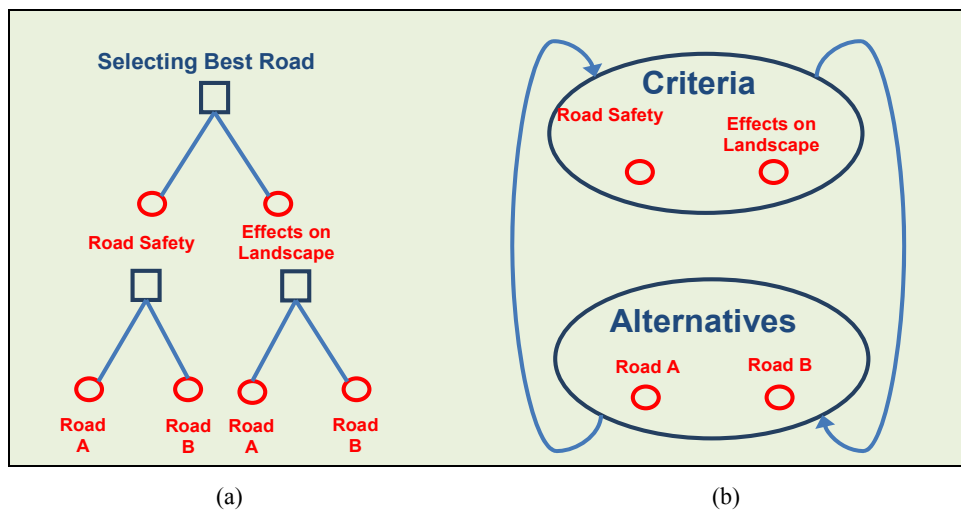 Selecting Best Road
Road Safety
Effects on
Landscape
Road
A
Road
B
Road
A
Road
B
Criteria
Road Safety
Effects on
Landscape
Alternatives
Road A
Road B
(a)
(b)